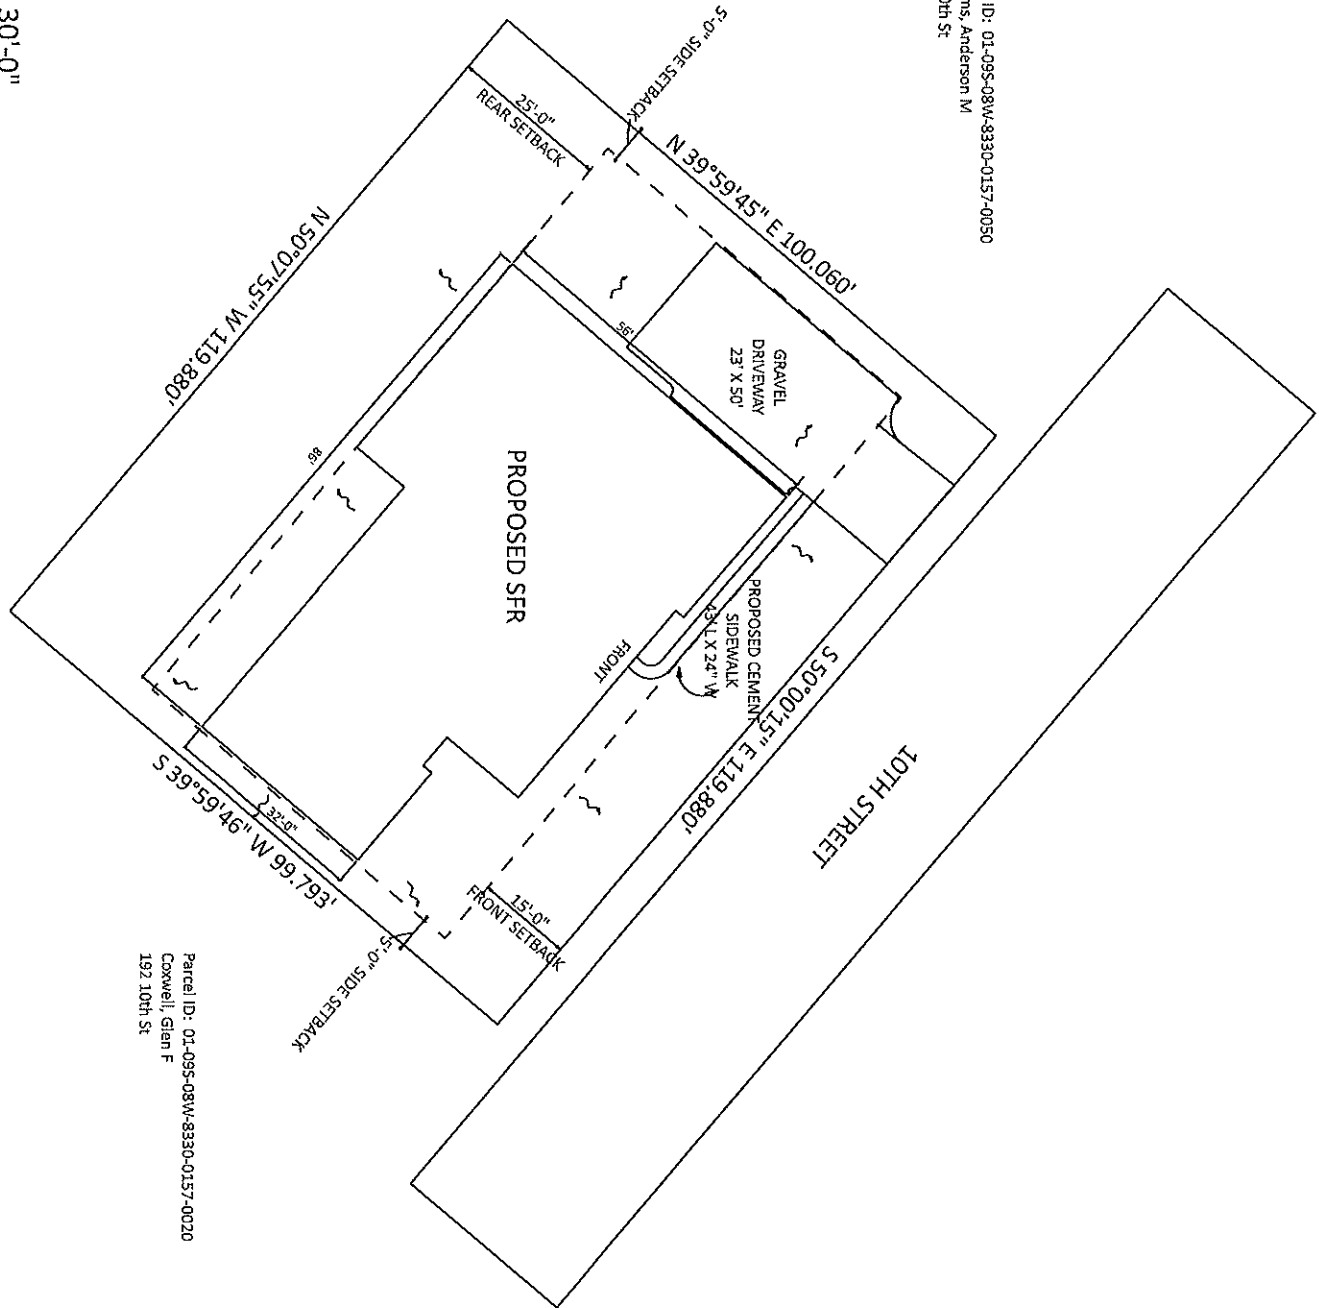 ID: 01-09S-08W-8330-0157-0050
ns, Anderson M
0th St
5'-0" SIDE SETBACK
25'-0"
REAR SETBACK
N 39°59'45" E 100.060'
N 50°07'55" W 119.880'
56'
GRAVEL
DRIVEWAY
23' X 50'
86'
PROPOSED SFR
FRONT
PROPOSED CEMENT
SIDEWALK
43' L X 24" W
S 50°00'15" E 119.880'
10TH STREET
S 39°59'46" W 99.793'
32'-0"
15'-0"
FRONT SETBACK
5'-0" SIDE SETBACK
Parcel ID: 01-09S-08W-8330-0157-0020
Coxwell, Glen F
192 10th St
30'-0"